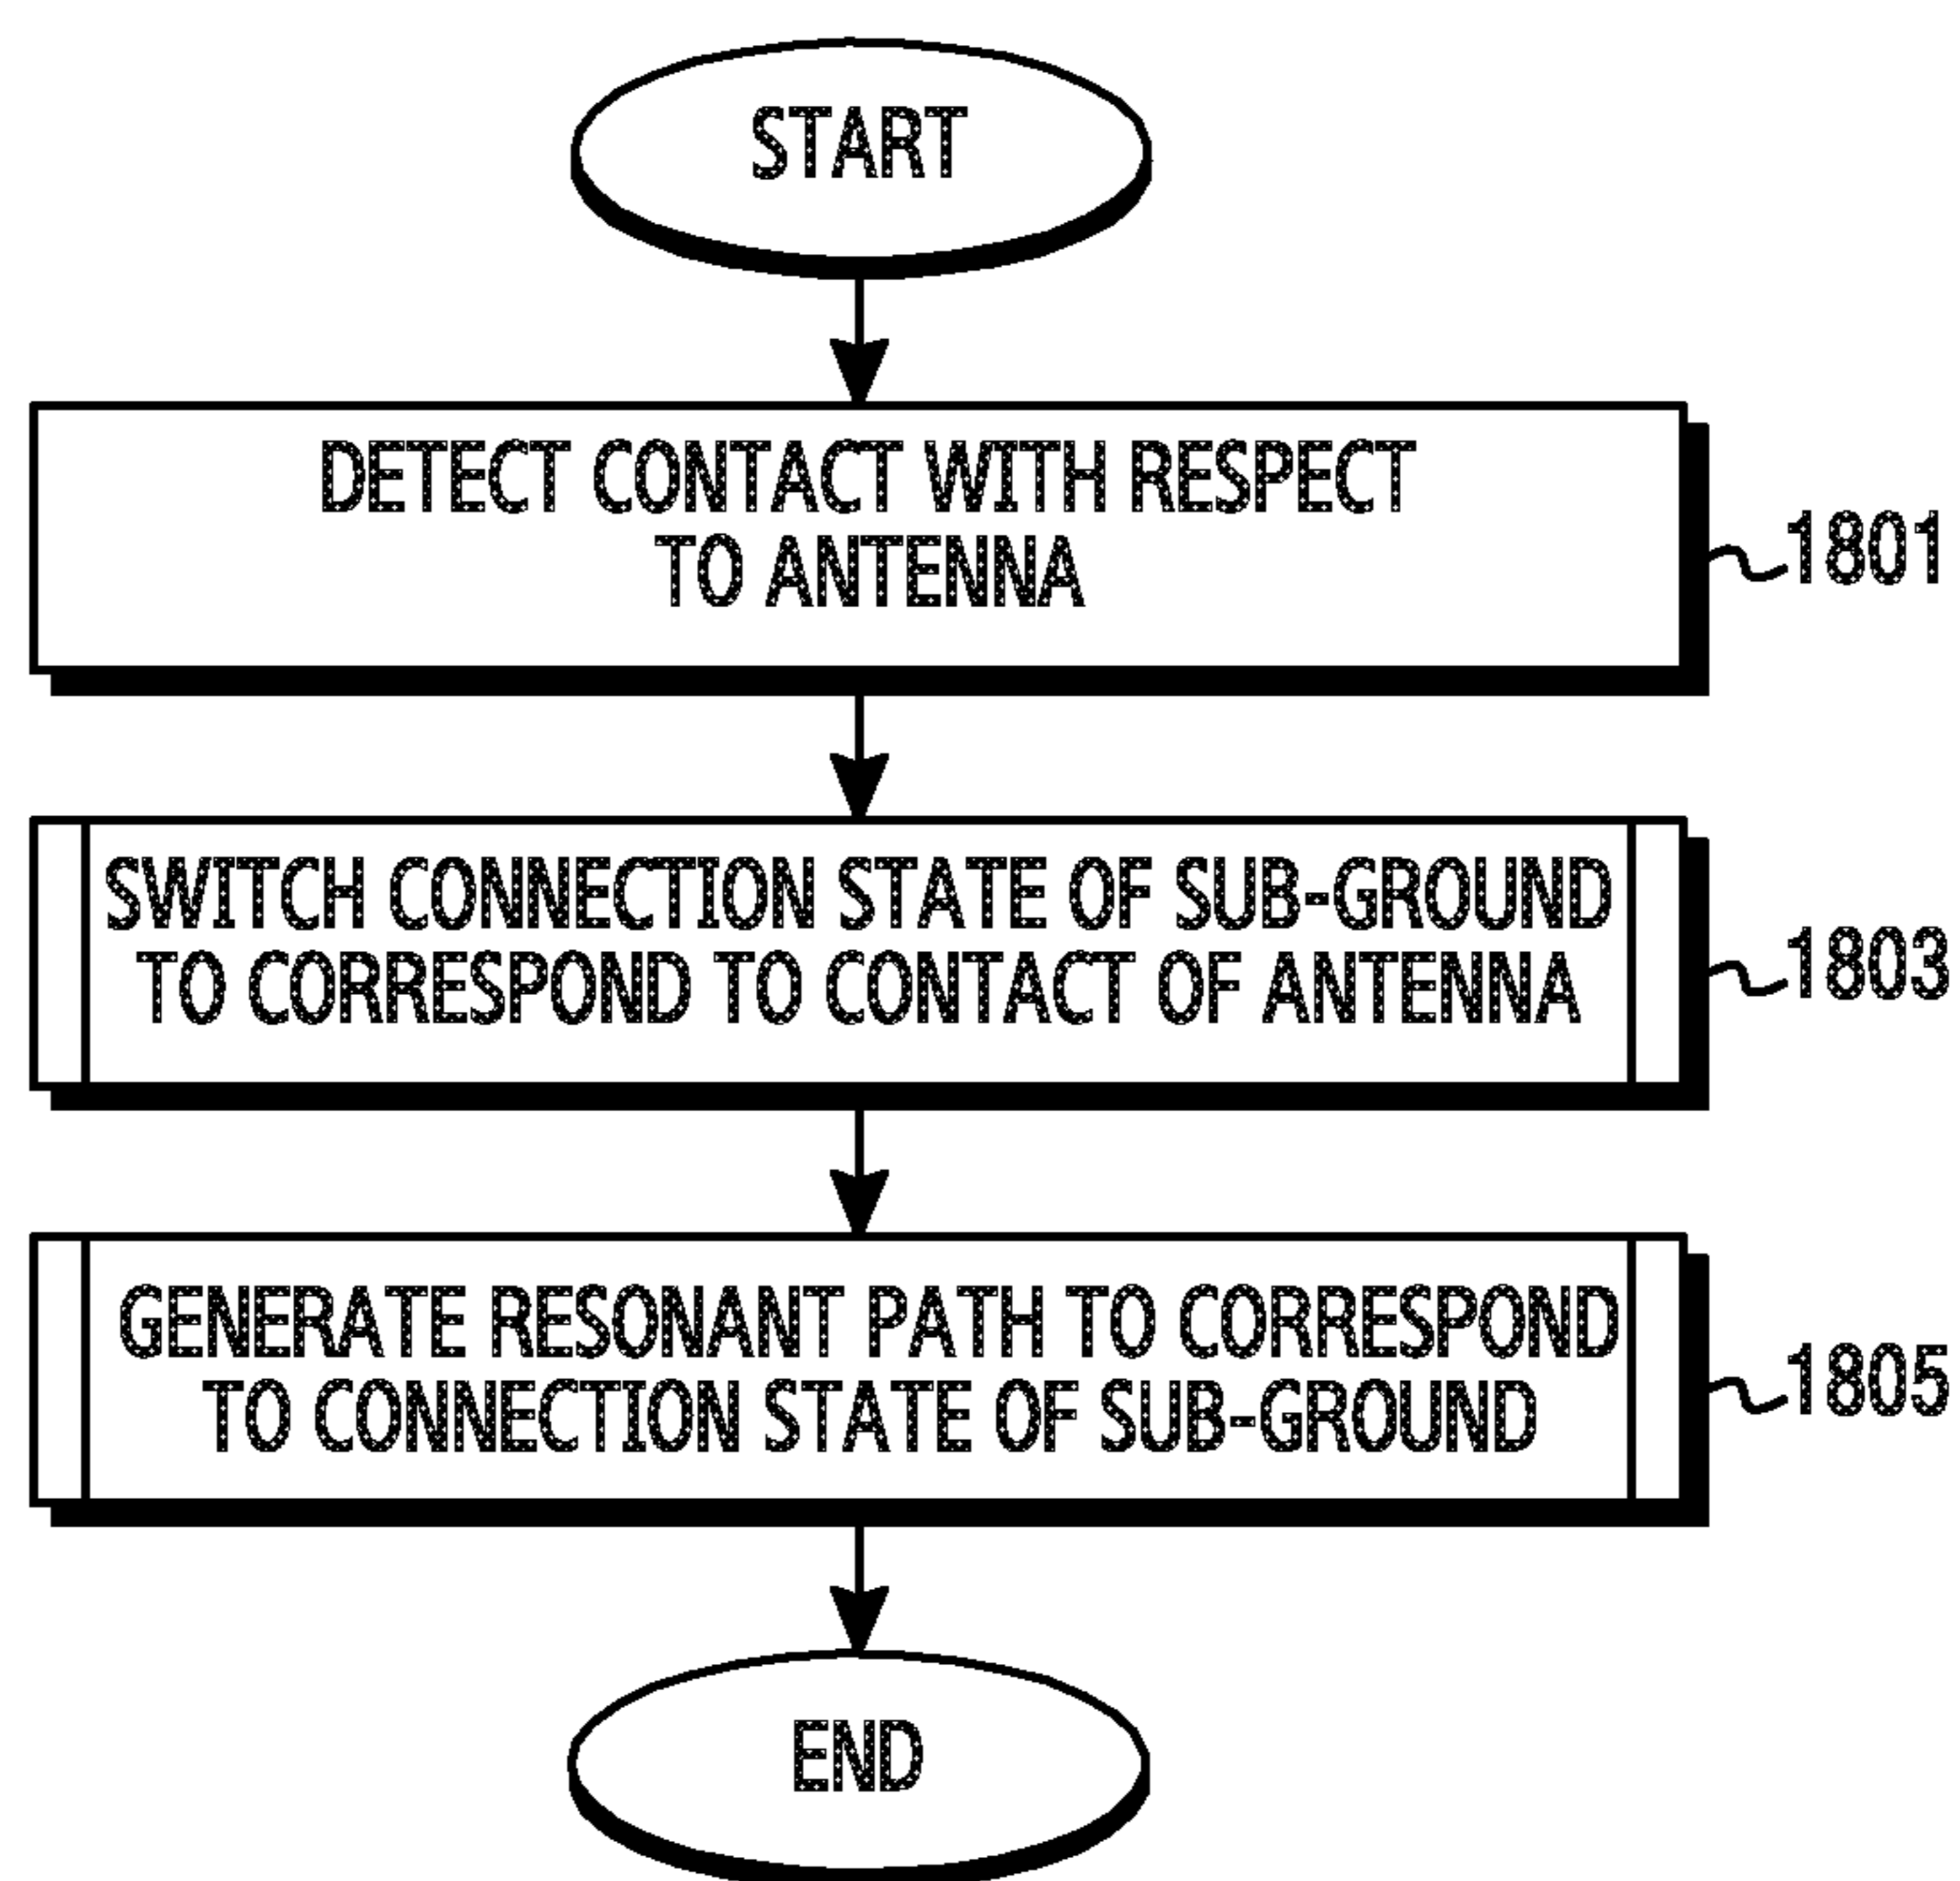 START
DETECT CONTACT WITH RESPECT
TO ANTENNA
1801
SWITCH CONNECTION STATE OF SUB-GROUND
TO CORRESPOND TO CONTACT OF ANTENNA
1803
GENERATE RESONANT PATH TO CORRESPOND
TO CONNECTION STATE OF SUB-GROUND
1805
END